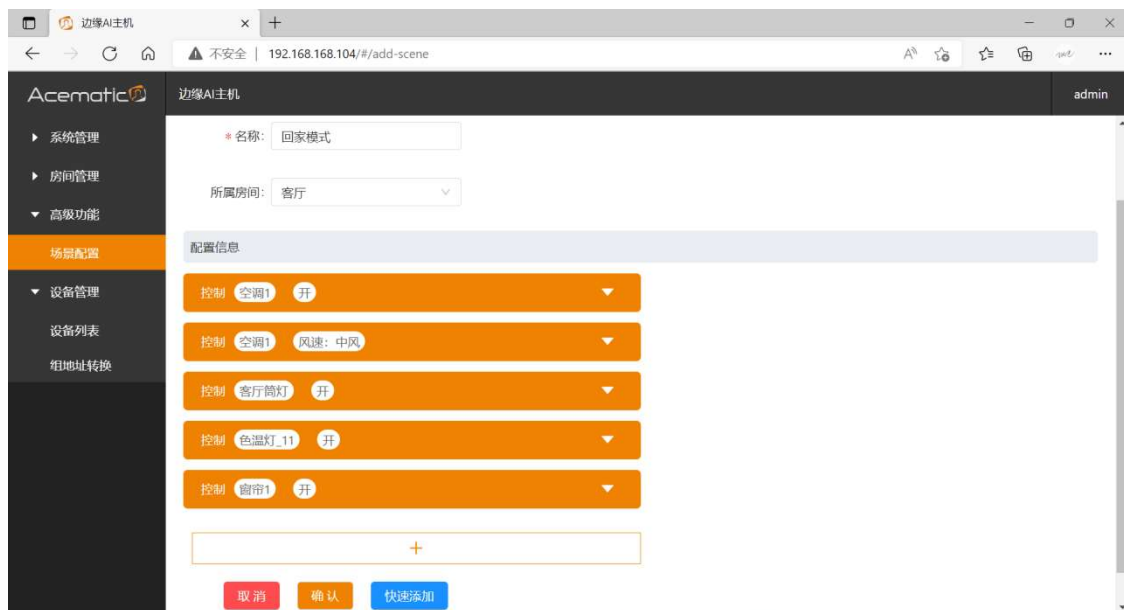 边缘AI主机
不安全 | 192.168.168.104/#/add-scene
Acematic 边缘AI主机 admin
系统管理
房间管理
高级功能
场景配置
设备管理
设备列表
组地址转换
* 名称: 回家模式
所属房间: 客厅
配置信息
控制 空调1 开
控制 空调1 风速: 中风
控制 客厅筒灯 开
控制 色温灯_11 开
控制 窗帘1 开
+
取消 确认 快速添加